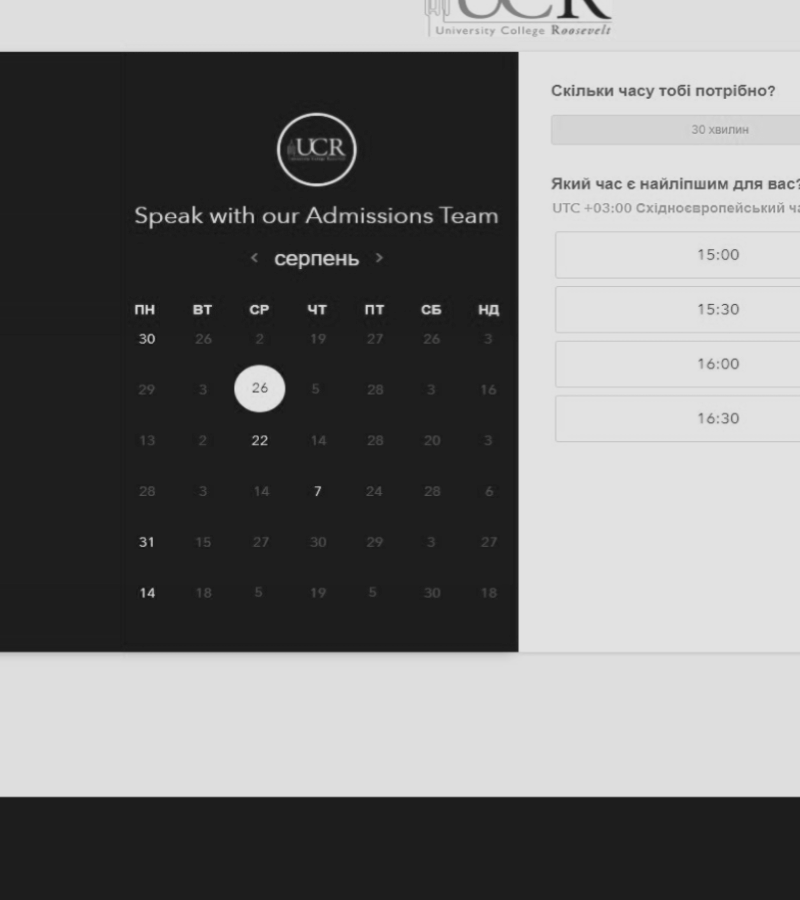 UCR
University College Roosevelt
UCR
Speak with our Admissions Team
< серпень >
ПН ВТ СР ЧТ ПТ СБ НД
30 26 2 19 27 26 3
29 3 26 5 28 3 16
13 2 22 14 28 20 3
28 3 14 7 24 28 6
31 15 27 30 29 3 27
14 18 5 19 5 30 18
Скільки часу тобі потрібно?
30 хвилин
Який час є найліпшим для вас?
UTC +03:00 Східноєвропейський ча
15:00
15:30
16:00
16:30